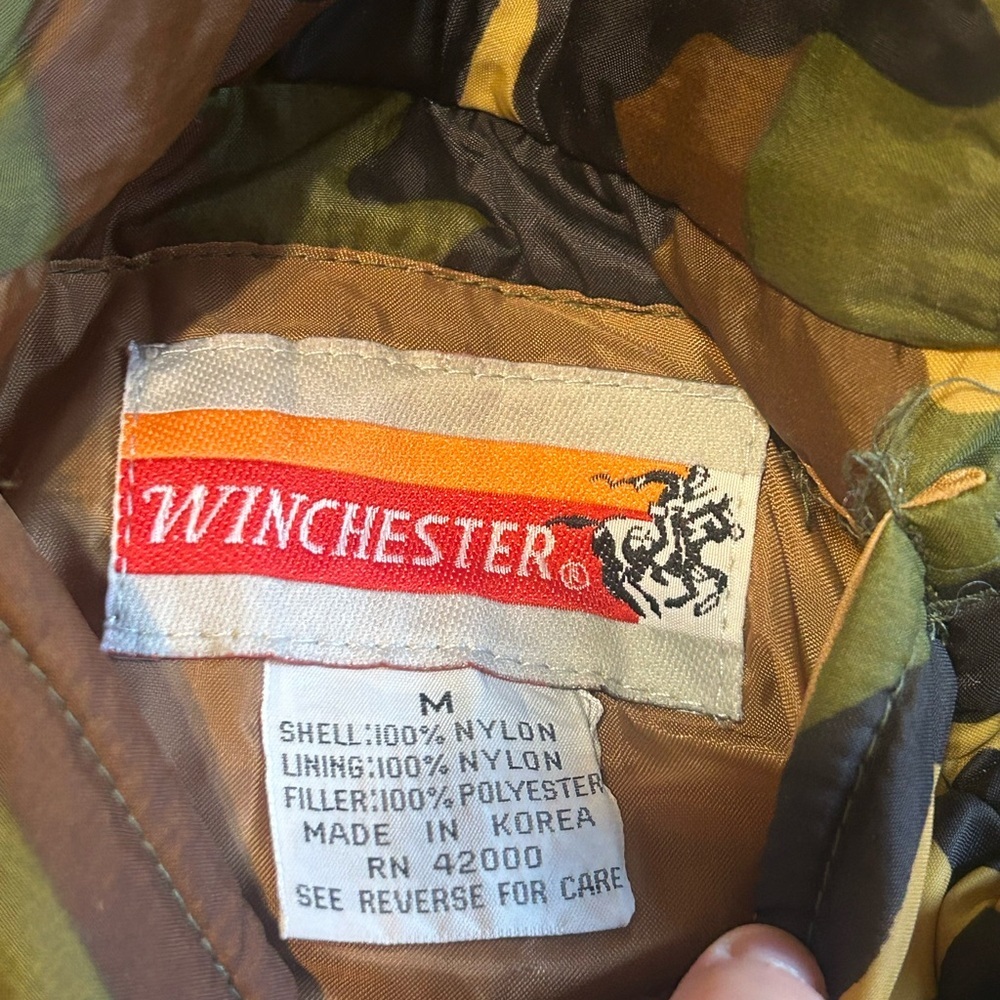 WINCHESTER®
M
SHELL:100% NYLON
LINING:100% NYLON
FILLER:100% POLYESTER
MADE IN KOREA
RN 42000
SEE REVERSE FOR CARE